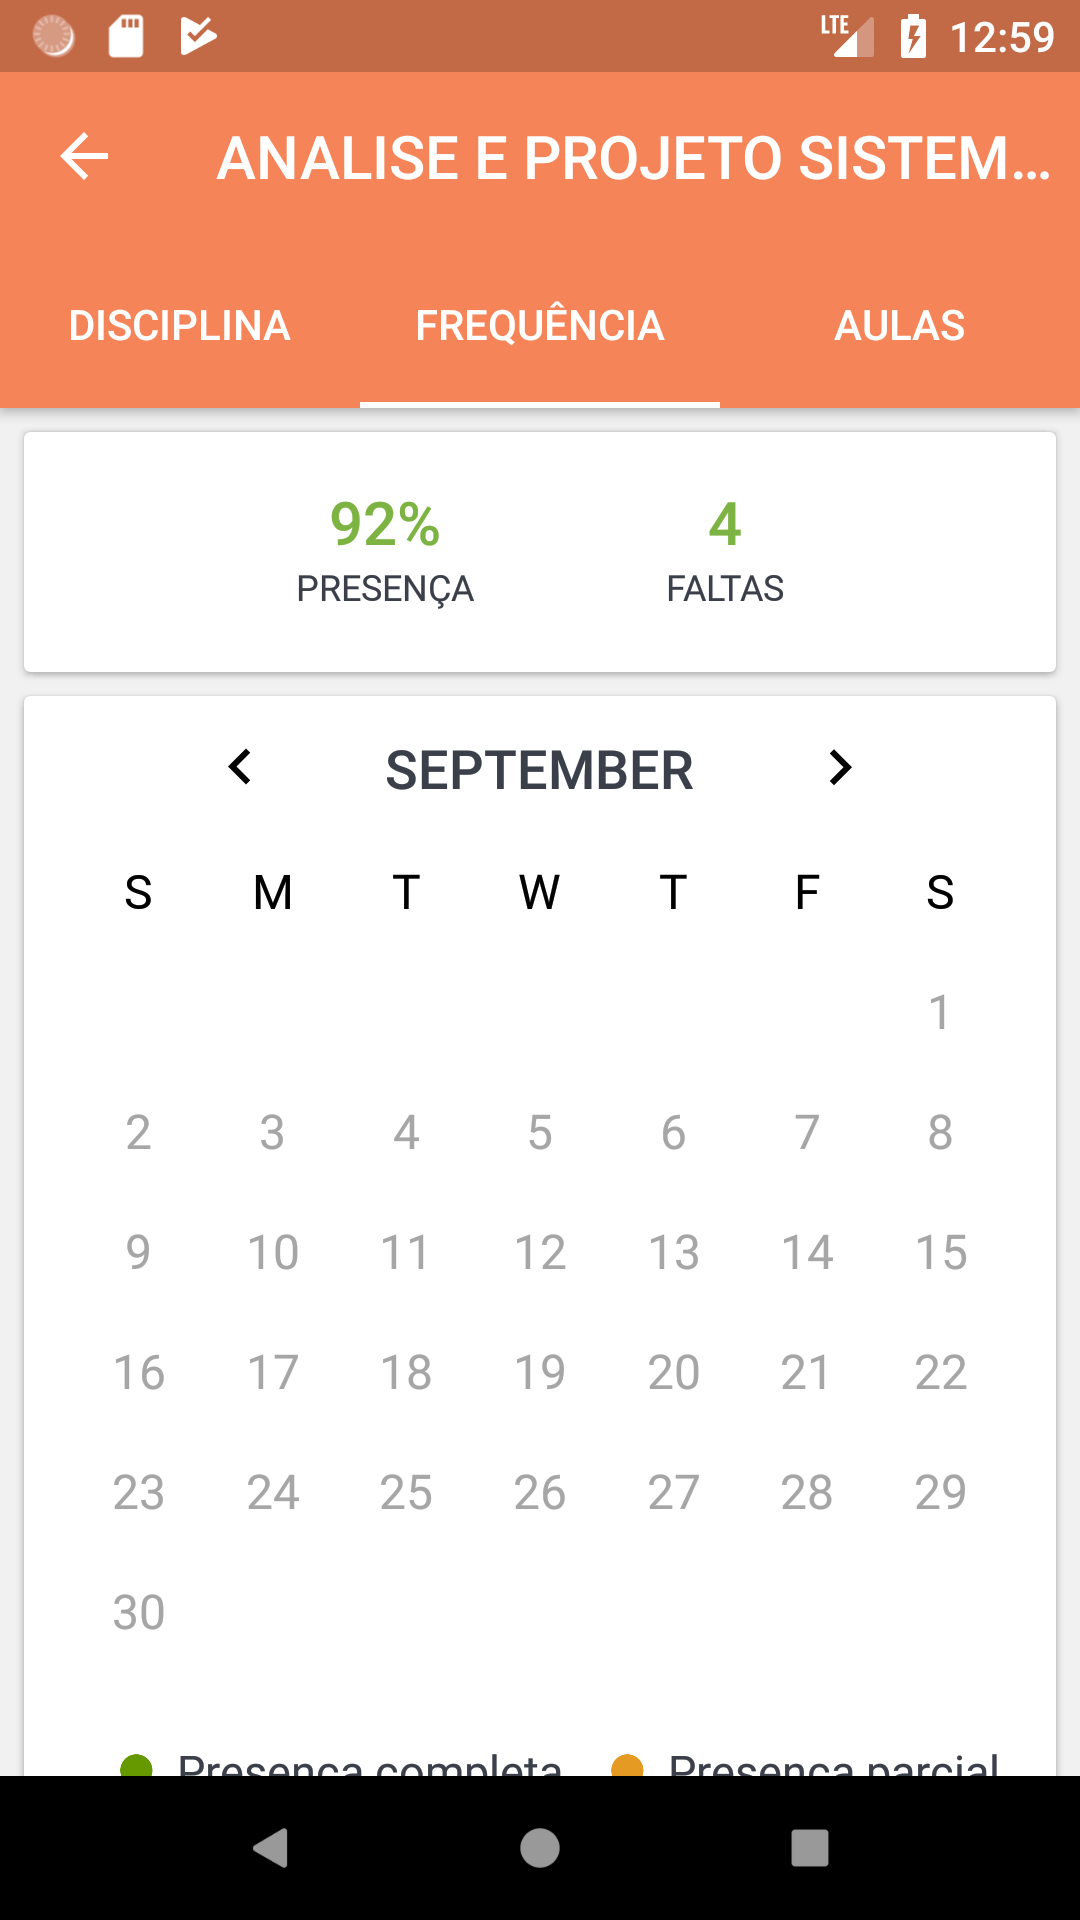 LTE 12:59
ANALISE E PROJETO SISTEM...
DISCIPLINA FREQUÊNCIA AULAS
92% 4
PRESENÇA FALTAS
SEPTEMBER
S M T W T F S
1
2 3 4 5 6 7 8
9 10 11 12 13 14 15
16 17 18 19 20 21 22
23 24 25 26 27 28 29
30
Presença completa Presença parcial